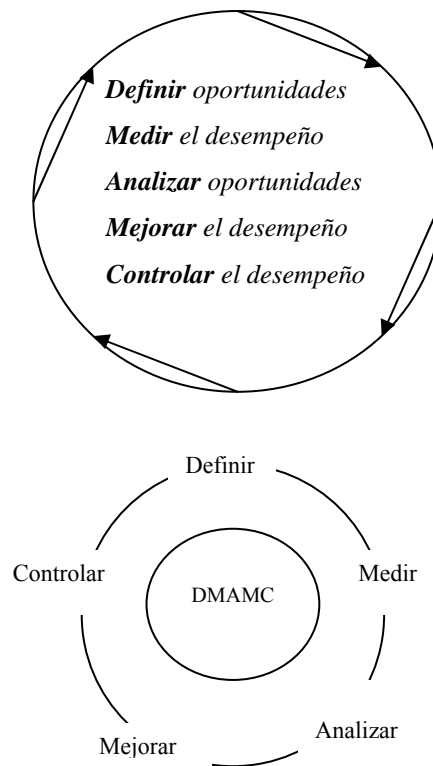 Definir oportunidades
Medir el desempeño
Analizar oportunidades
Mejorar el desempeño
Controlar el desempeño
Definir
Controlar
Medir
DMAMC
Analizar
Mejorar